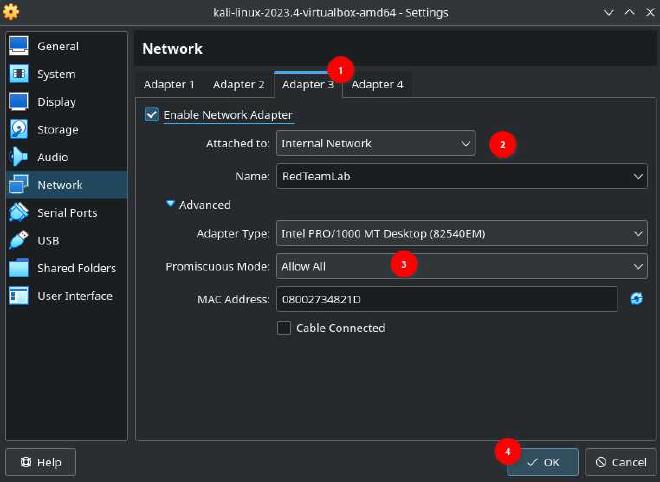 kali-linux-2023.4-virtualbox-amd64 - Settings
General
System
Display
Storage
Audio
Network
Serial Ports
USB
Shared Folders
User Interface
Network
Adapter 1 Adapter 2 Adapter 3 Adapter 4
1
Enable Network Adapter
Attached to: Internal Network
2
Name: RedTeamLab
Advanced
Adapter Type: Intel PRO/1000 MT Desktop (82540EM)
Promiscuous Mode: Allow All
3
MAC Address: 08002734821D
Cable Connected
4
Help OK Cancel